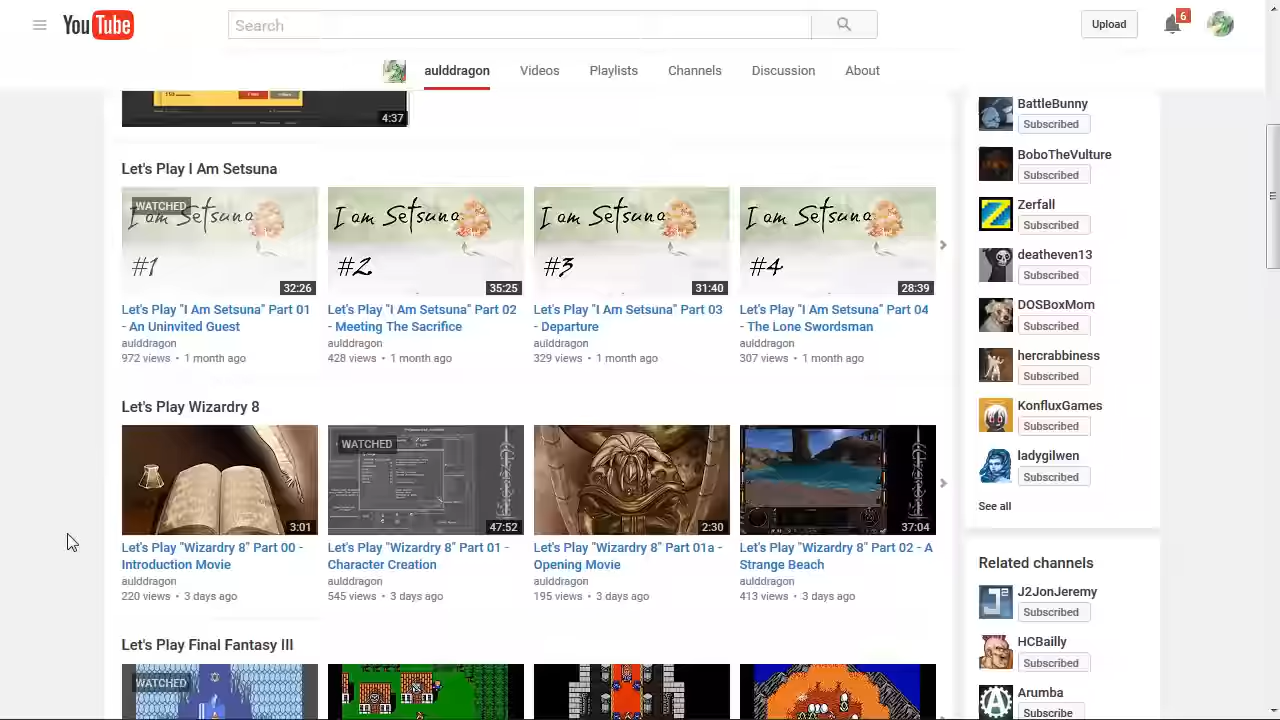 YouTube
Search
Upload
6
aulddragon Videos Playlists Channels Discussion About
4:37
Let's Play I Am Setsuna
WATCHED
I am Setsuna
#1
32:26
I am Setsuna
#2
35:25
I am Setsuna
#3
31:40
I am Setsuna
#4
28:39
Let's Play "I Am Setsuna" Part 01
- An Uninvited Guest
aulddragon
972 views • 1 month ago
Let's Play "I Am Setsuna" Part 02
- Meeting The Sacrifice
aulddragon
428 views • 1 month ago
Let's Play "I Am Setsuna" Part 03
- Departure
aulddragon
329 views • 1 month ago
Let's Play "I Am Setsuna" Part 04
- The Lone Swordsman
aulddragon
307 views • 1 month ago
Let's Play Wizardry 8
3:01
WATCHED
47:52
2:30
37:04
Let's Play "Wizardry 8" Part 00 -
Introduction Movie
aulddragon
220 views • 3 days ago
Let's Play "Wizardry 8" Part 01 -
Character Creation
aulddragon
545 views • 3 days ago
Let's Play "Wizardry 8" Part 01a -
Opening Movie
aulddragon
195 views • 3 days ago
Let's Play "Wizardry 8" Part 02 - A
Strange Beach
aulddragon
413 views • 3 days ago
Let's Play Final Fantasy III
WATCHED
BattleBunny
Subscribed
BoboTheVulture
Subscribed
Zerfall
Subscribed
deatheven13
Subscribed
DOSBoxMom
Subscribed
hercrabbiness
Subscribed
KonfluxGames
Subscribed
ladygilwen
Subscribed
See all
Related channels
J2JonJeremy
Subscribed
HCBailly
Subscribed
Arumba
Subscribe